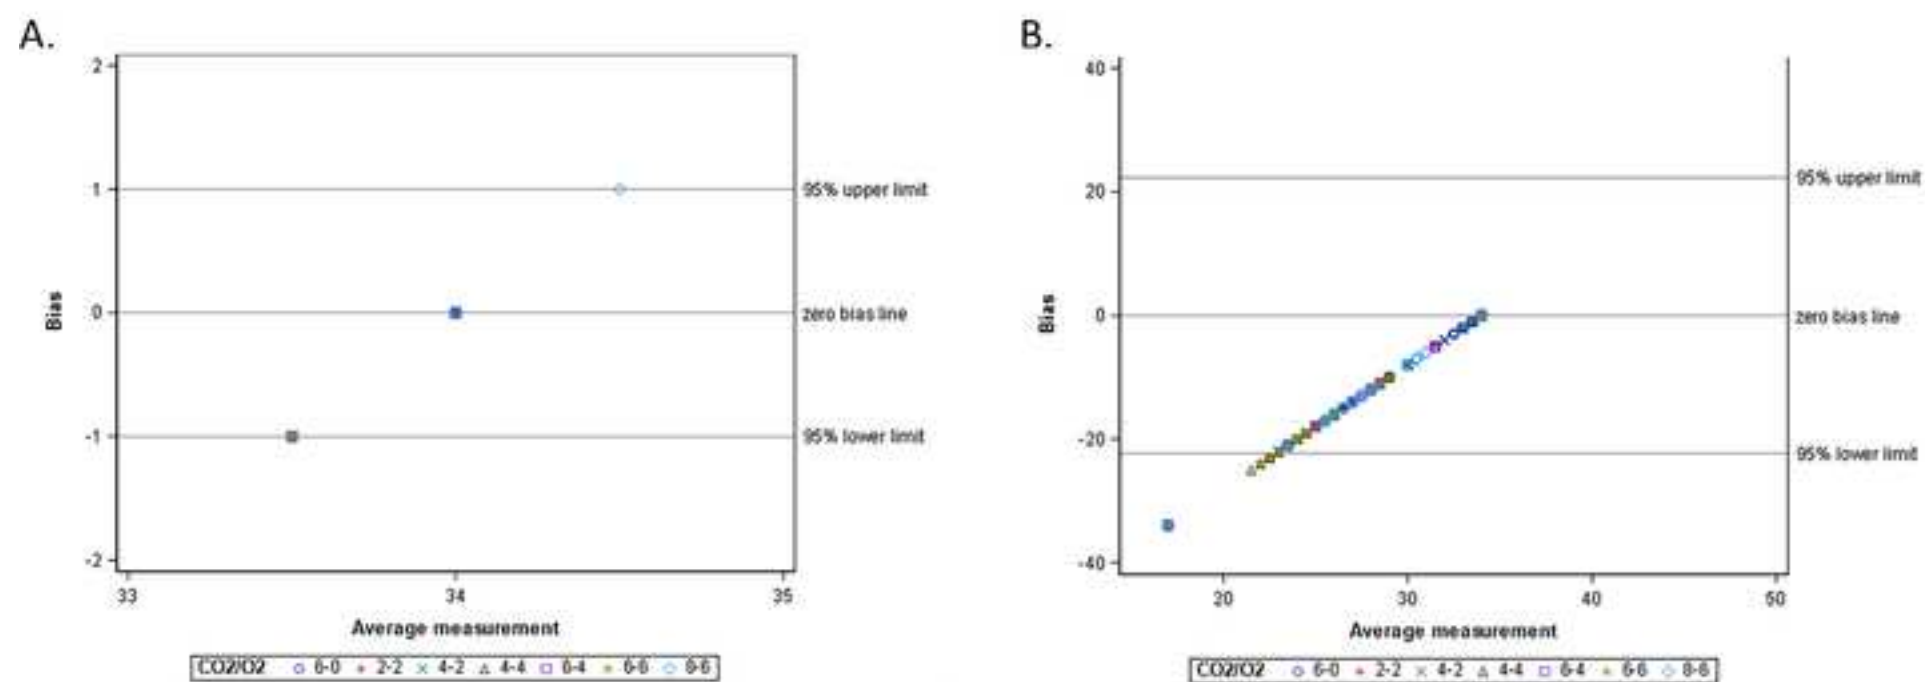 A.
2
1
0
-1
-2
Bias
95% upper limit
zero bias line
95% lower limit
33 34 35
Average measurement
CO2/O2 6-0 2-2 4-2 4-4 6-4 6-6 8-6
B.
40
20
0
-20
-40
Bias
95% upper limit
zero bias line
95% lower limit
20 30 40 50
Average measurement
CO2/O2 6-0 2-2 4-2 4-4 6-4 6-6 8-6